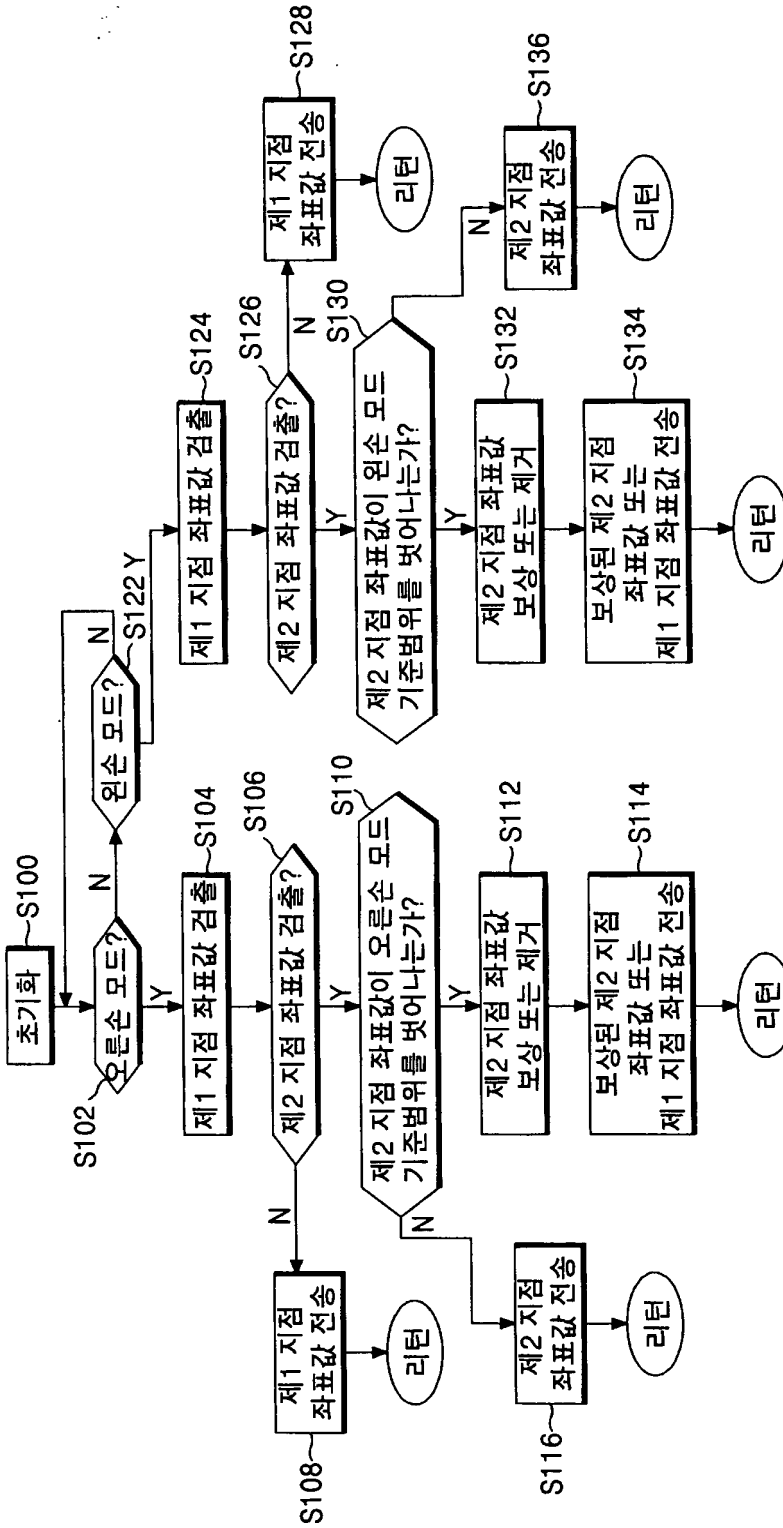 초기화
S100
오른손 모드?
S102
N
Y
왼손 모드?
S122
N
Y
제1 지점 좌표값 검출
S104
제2 지점 좌표값 검출?
S106
N
Y
제1 지점
좌표값 전송
S108
리턴
제2 지점 좌표값이 오른손 모드
기준범위를 벗어나는가?
S110
N
Y
제2 지점
좌표값 전송
S116
리턴
제2 지점 좌표값
보상 또는 제거
S112
보상된 제2 지점
좌표값 또는
제1 지점 좌표값 전송
S114
리턴
제1 지점 좌표값 검출
S124
제2 지점 좌표값 검출?
S126
N
Y
제1 지점
좌표값 전송
S128
리턴
제2 지점 좌표값이 왼손 모드
기준범위를 벗어나는가?
S130
N
Y
제2 지점
좌표값 전송
S136
리턴
제2 지점 좌표값
보상 또는 제거
S132
보상된 제2 지점
좌표값 또는
제1 지점 좌표값 전송
S134
리턴